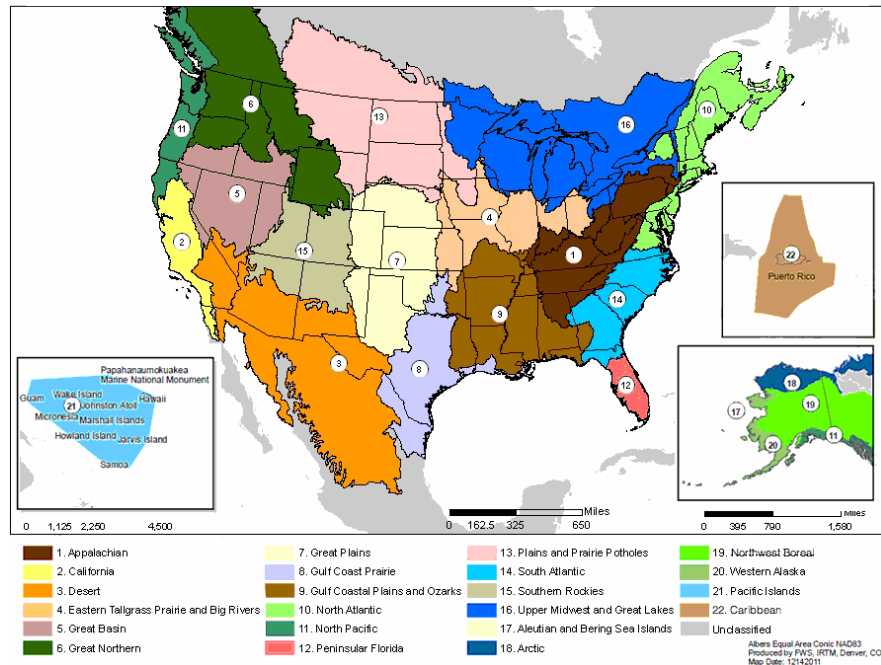 6
10
13
11
16
5
4
2
7
1
15
22
Puerto Rico
14
9
3
8
12
Papahanaumokuakea
Marine National Monument
Guam
Wake Island
Hawaii
21
Johnston Atoll
Micronesia
Marshall Islands
Howland Island
Jarvis Island
Samoa
18
17
19
20
11
Miles
0 1,125 2,250 4,500
0 162.5 325 650
Miles
0 395 790 1,580
1. Appalachian
2. California
3. Desert
4. Eastern Tallgrass Prairie and Big Rivers
5. Great Basin
6. Great Northern
7. Great Plains
8. Gulf Coast Prairie
9. Gulf Coastal Plains and Ozarks
10. North Atlantic
11. North Pacific
12. Peninsular Florida
13. Plains and Prairie Potholes
14. South Atlantic
15. Southern Rockies
16. Upper Midwest and Great Lakes
17. Aleutian and Bering Sea Islands
18. Arctic
19. Northwest Boreal
20. Western Alaska
21. Pacific Islands
22. Caribbean
Unclassified
Albers Equal Area Conic NAD83
Produced by FWS, IRTM, Denver, CO
Map Date: 12142011